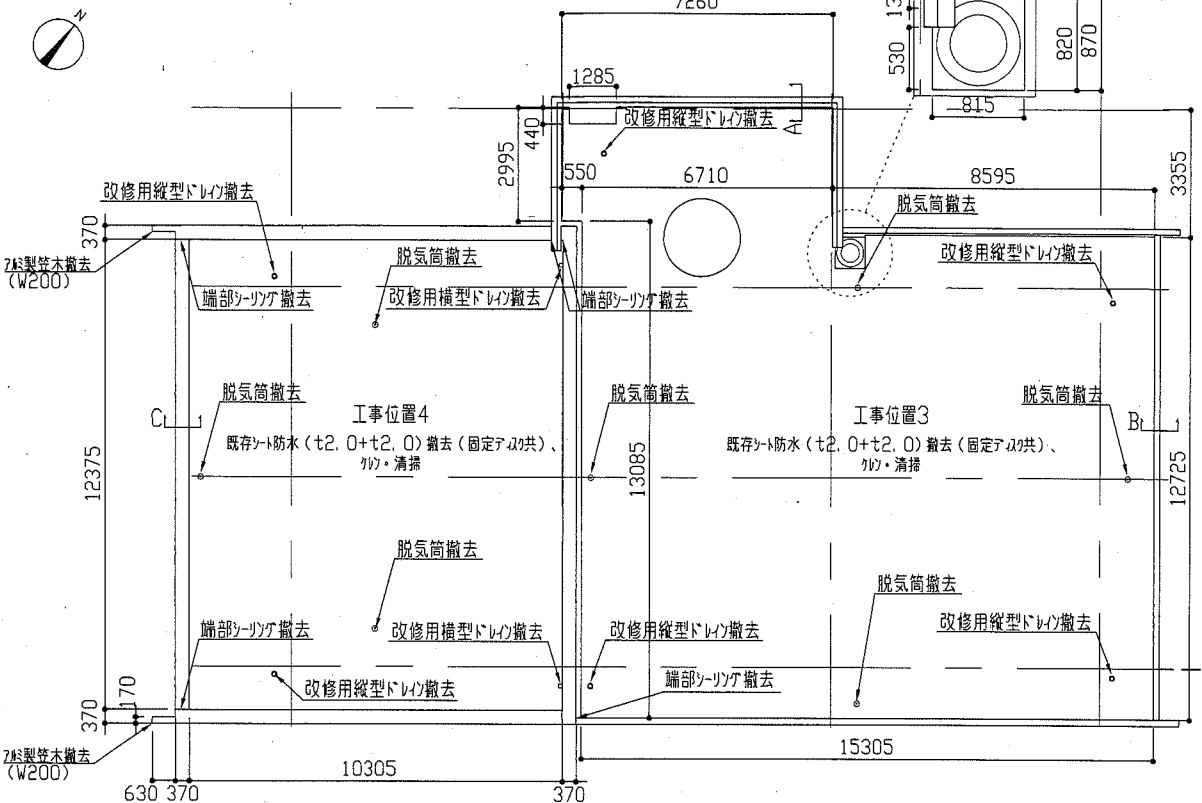 N
7260
1285
440
2995
改修用縦型ドレイン撤去
A
550
6710
8595
530
815
820
870
3355
改修用縦型ドレイン撤去
370
アルミ製笠木撤去
(W200)
端部シーリング撤去
脱気筒撤去
改修用横型ドレイン撤去
端部シーリング撤去
脱気筒撤去
改修用縦型ドレイン撤去
脱気筒撤去
C
工事位置4
既存シート防水(t2.0+t2.0)撤去(固定ディスク共)、
ケレン・清掃
脱気筒撤去
工事位置3
既存シート防水(t2.0+t2.0)撤去(固定ディスク共)、
ケレン・清掃
脱気筒撤去
B
12375
13085
12725
脱気筒撤去
脱気筒撤去
端部シーリング撤去
改修用横型ドレイン撤去
改修用縦型ドレイン撤去
改修用縦型ドレイン撤去
改修用縦型ドレイン撤去
端部シーリング撤去
170
370
アルミ製笠木撤去
(W200)
630
370
10305
370
15305